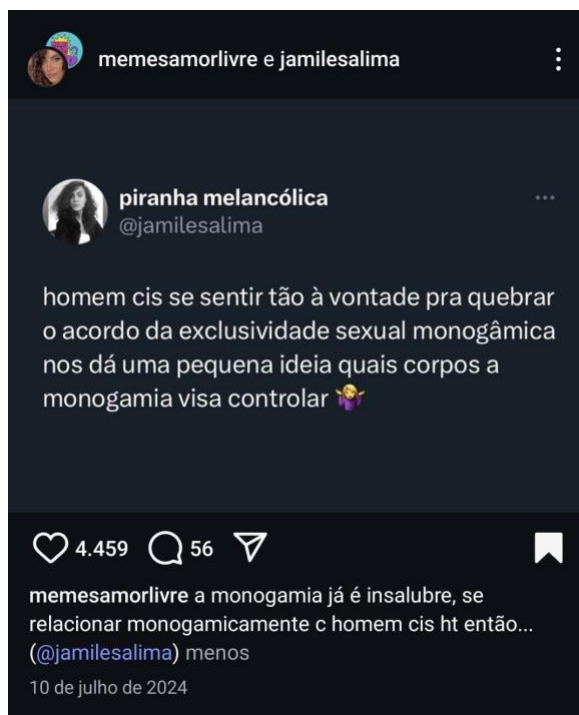 memesamorlivre e jamilesalima
piranha melancólica
@jamilesalima
homem cis se sentir tão à vontade pra quebrar
o acordo da exclusividade sexual monogâmica
nos dá uma pequena ideia quais corpos a
monogamia visa controlar 🤷‍♀️
4.459 56
memesamorlivre a monogamia já é insalubre, se
relacionar monogamicamente c homem cis ht então...
(@jamilesalima) menos
10 de julho de 2024